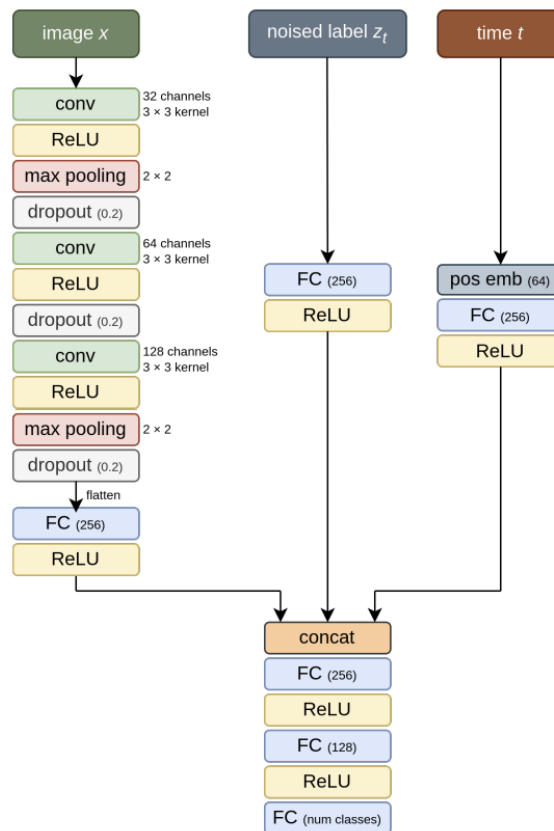 image x
conv
32 channels
3 × 3 kernel
ReLU
max pooling
2 × 2
dropout (0.2)
conv
64 channels
3 × 3 kernel
ReLU
dropout (0.2)
conv
128 channels
3 × 3 kernel
ReLU
max pooling
2 × 2
dropout (0.2)
flatten
FC (256)
ReLU
noised label z_t
FC (256)
ReLU
time t
pos emb (64)
FC (256)
ReLU
concat
FC (256)
ReLU
FC (128)
ReLU
FC (num classes)